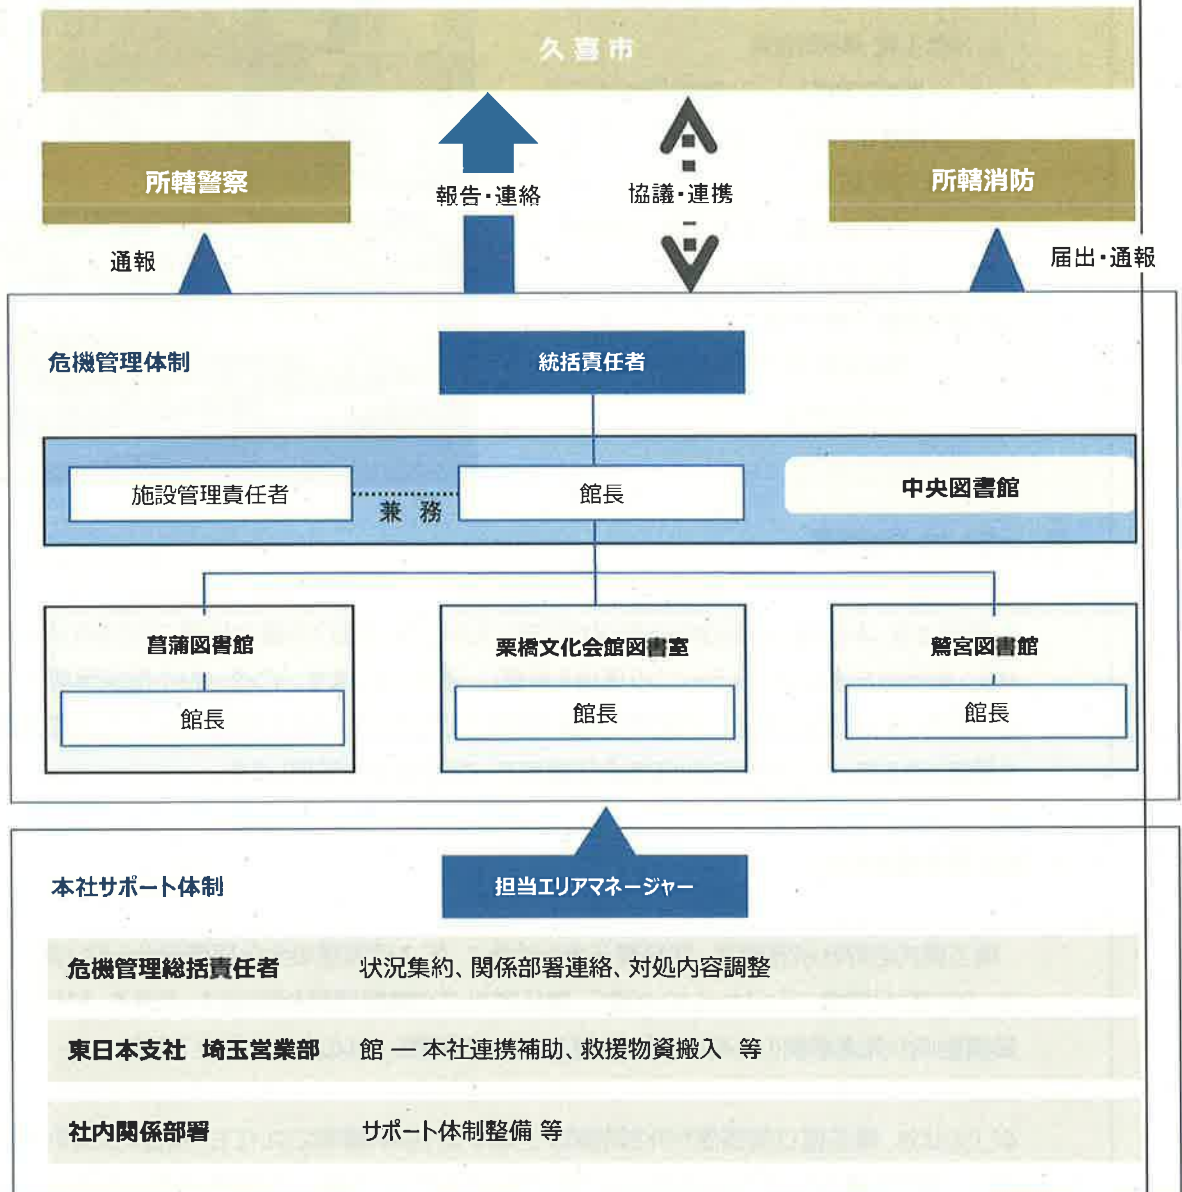 久喜市
所轄警察
所轄消防
報告・連絡
協議・連携
通報
届出・通報
危機管理体制
統括責任者
施設管理責任者
兼務
館長
中央図書館
菖蒲図書館
栗橋文化会館図書室
鷲宮図書館
館長
館長
館長
本社サポート体制
担当エリアマネージャー
危機管理総括責任者 状況集約、関係部署連絡、対処内容調整
東日本支社 埼玉営業部 館 ― 本社連携補助、救援物資搬入 等
社内関係部署 サポート体制整備 等